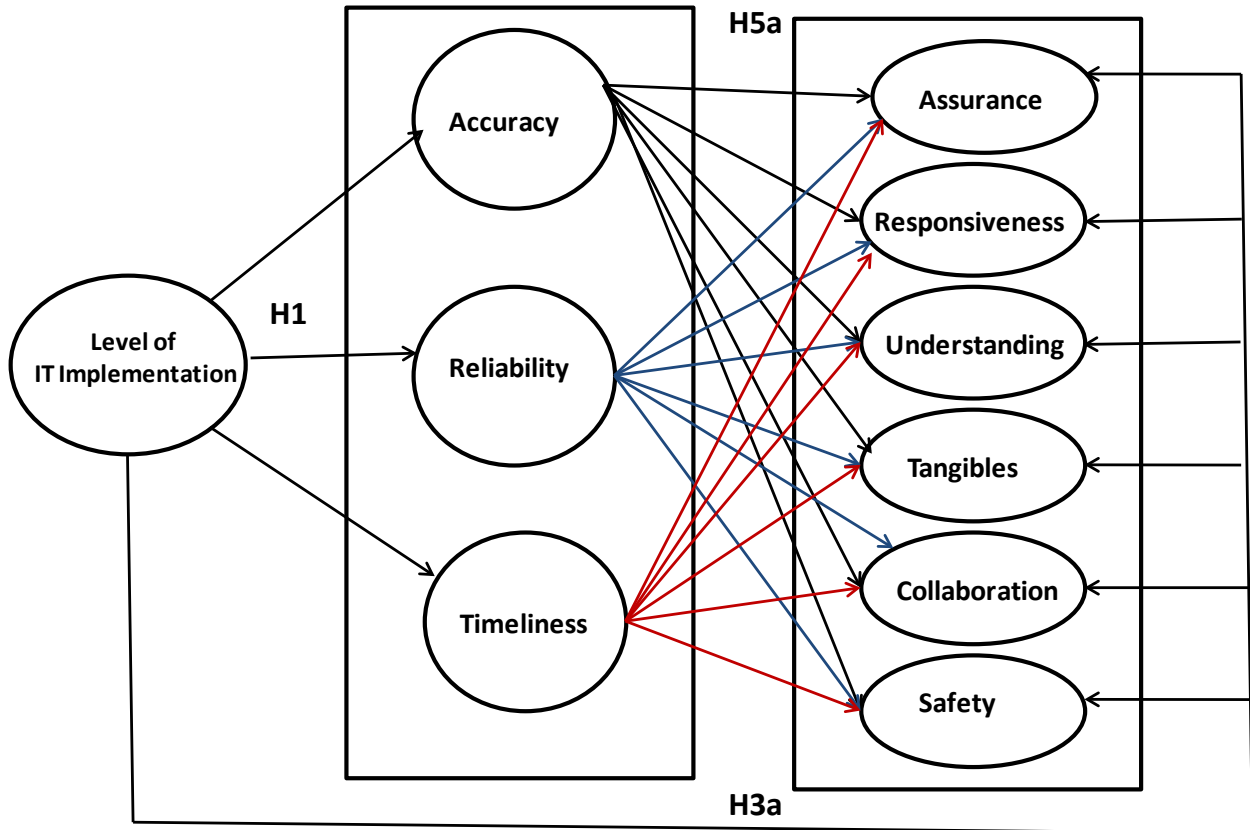 H5a
Accuracy
Assurance
Responsiveness
H1
Level of
IT Implementation
Reliability
Understanding
Tangibles
Timeliness
Collaboration
Safety
H3a